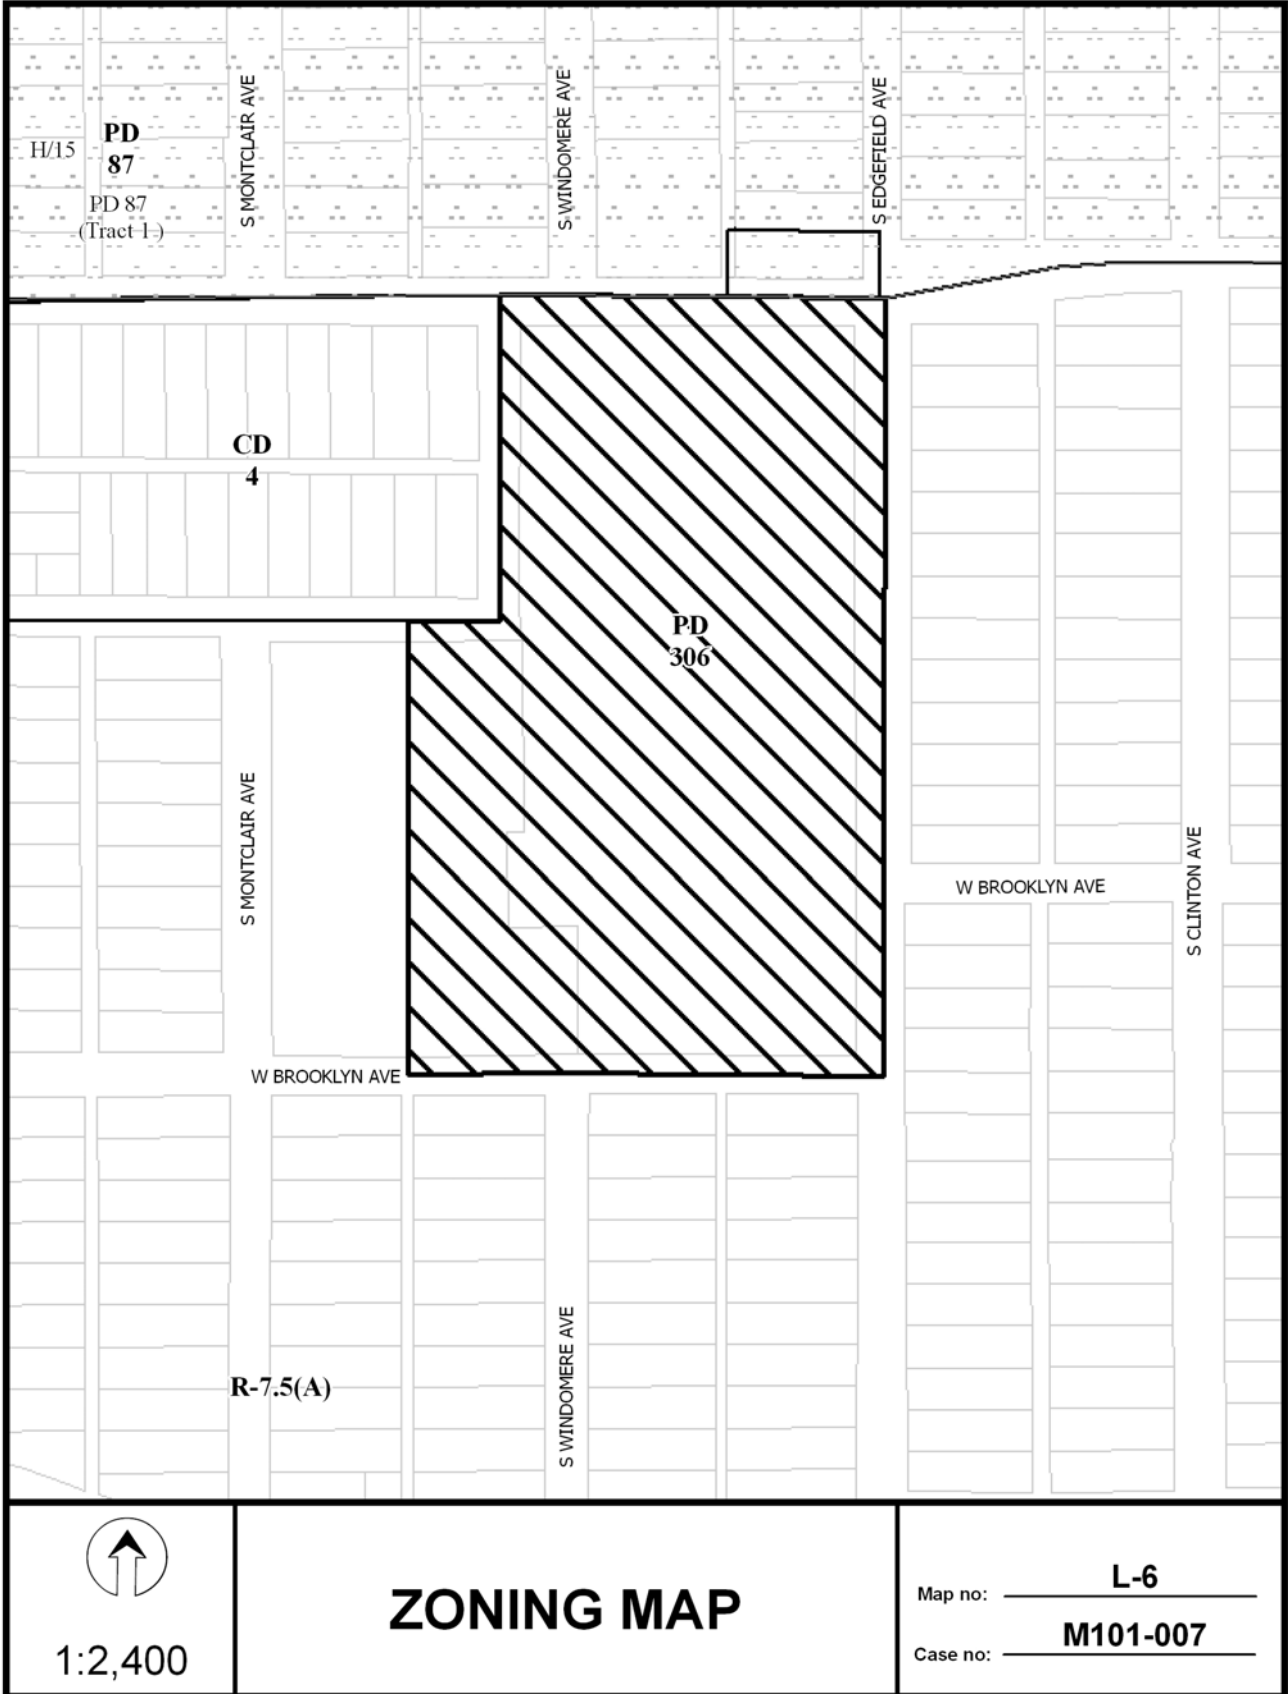 S MONTCLAIR AVE
S WINDOMERE AVE
S EDGEFIELD AVE
H/15
PD
87
PD 87
(Tract 1 )
CD
4
PD
306
S MONTCLAIR AVE
S CLINTON AVE
W BROOKLYN AVE
W BROOKLYN AVE
S WINDOMERE AVE
R-7.5(A)
1:2,400
ZONING MAP
Map no: L-6
Case no: M101-007